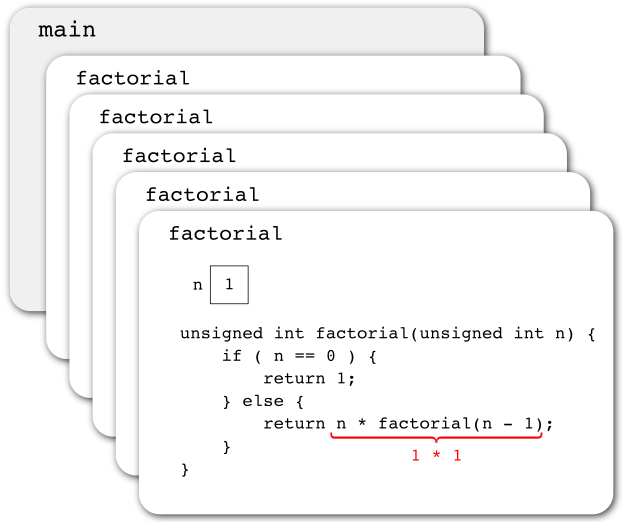 main
factorial
factorial
factorial
factorial
factorial
n 1
unsigned int factorial(unsigned int n) {
    if ( n == 0 ) {
        return 1;
    } else {
        return n * factorial(n - 1);
    }
1 * 1
}